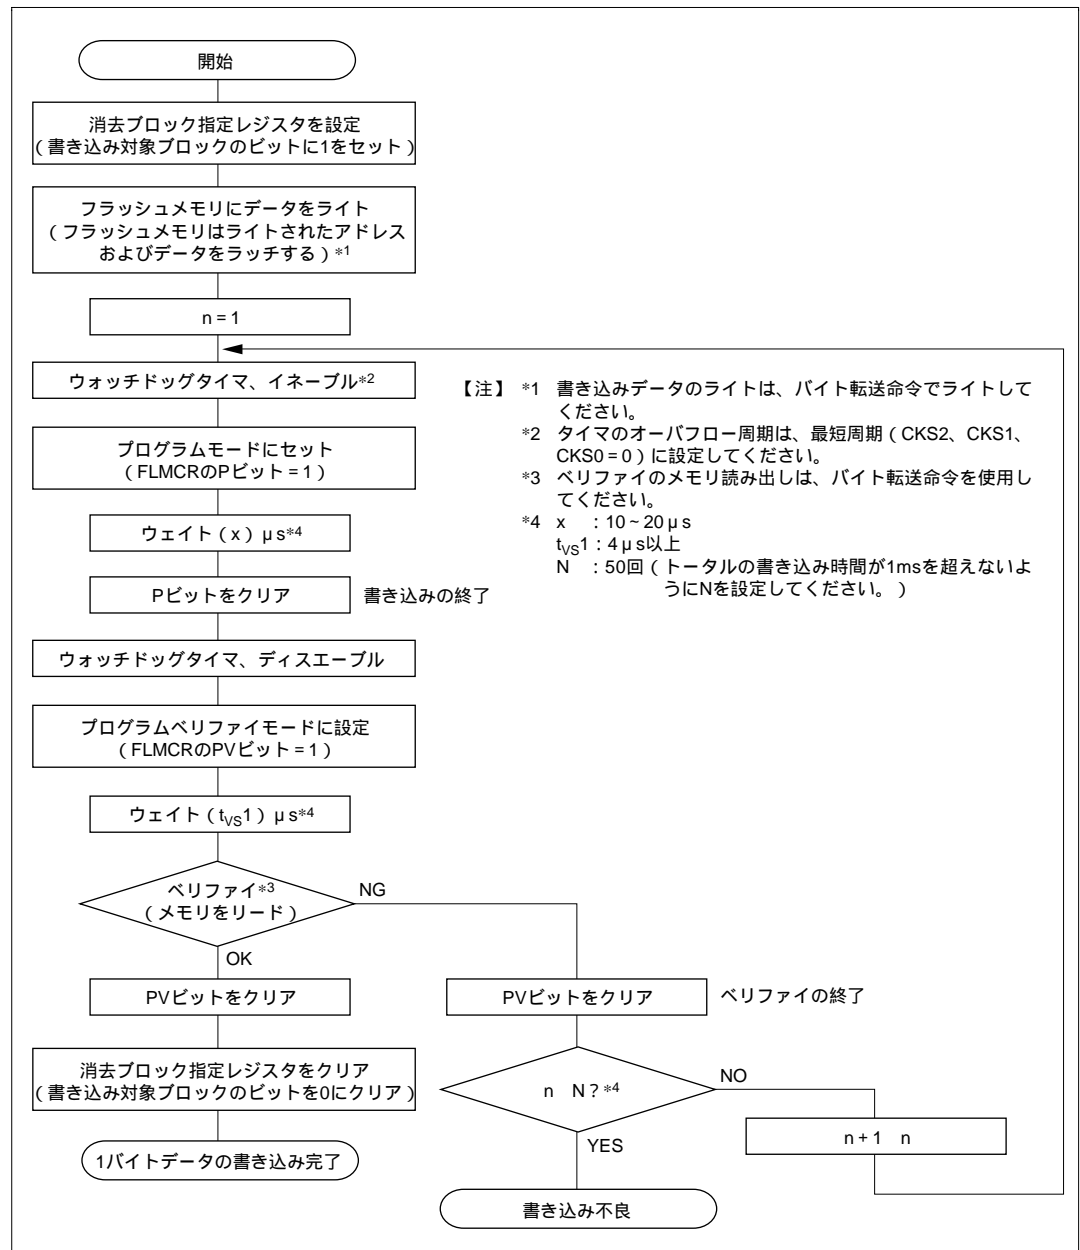 開始
消去ブロック指定レジスタを設定
（書き込み対象ブロックのビットに1をセット）
フラッシュメモリにデータをライト
（フラッシュメモリはライトされたアドレス
およびデータをラッチする）*1
n = 1
ウォッチドッグタイマ、イネーブル*2
プログラムモードにセット
（FLMCRのPビット = 1）
ウェイト（x）μs*4
Pビットをクリア 書き込みの終了
ウォッチドッグタイマ、ディスエーブル
プログラムベリファイモードに設定
（FLMCRのPVビット = 1）
ウェイト（tVS1）μs*4
ベリファイ*3
（メモリをリード）
NG
OK
PVビットをクリア
消去ブロック指定レジスタをクリア
（書き込み対象ブロックのビットを0にクリア）
1バイトデータの書き込み完了
PVビットをクリア ベリファイの終了
n N？*4
NO
YES
n + 1 n
書き込み不良
【注】 *1 書き込みデータのライトは、バイト転送命令でライトして
ください。
*2 タイマのオーバフロー周期は、最短周期（CKS2、CKS1、
CKS0 = 0）に設定してください。
*3 ベリファイのメモリ読み出しは、バイト転送命令を使用し
てください。
*4 x ：10～20μs
tVS1：4μs以上
N ：50回（トータルの書き込み時間が1msを超えないよ
うにNを設定してください。）